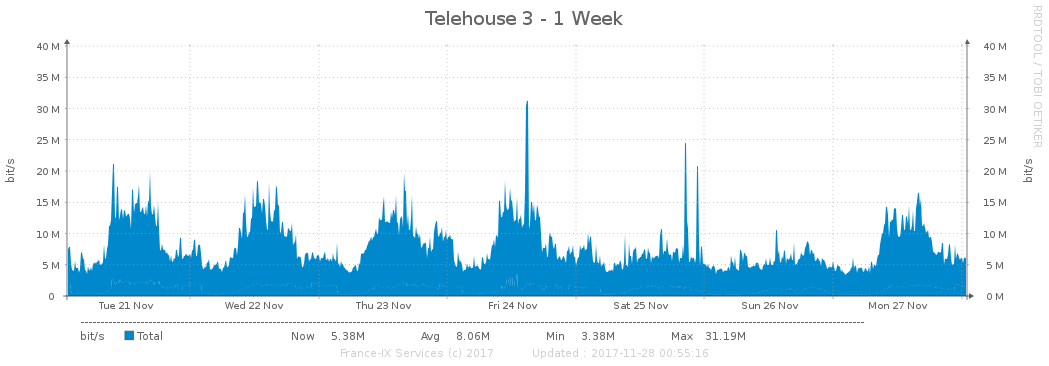 Telehouse 3 - 1 Week
RRDTOOL / TOBI OETIKER
bit/s
40 M 40 M
35 M 35 M
30 M 30 M
25 M 25 M
20 M 20 M
15 M 15 M
10 M 10 M
5 M 5 M
0 0 M
bit/s
Tue 21 Nov Wed 22 Nov Thu 23 Nov Fri 24 Nov Sat 25 Nov Sun 26 Nov Mon 27 Nov
bit/s Total Now 5.38M Avg 8.06M Min 3.38M Max 31.19M
France-IX Services (c) 2017 Updated : 2017-11-28 00:55:16